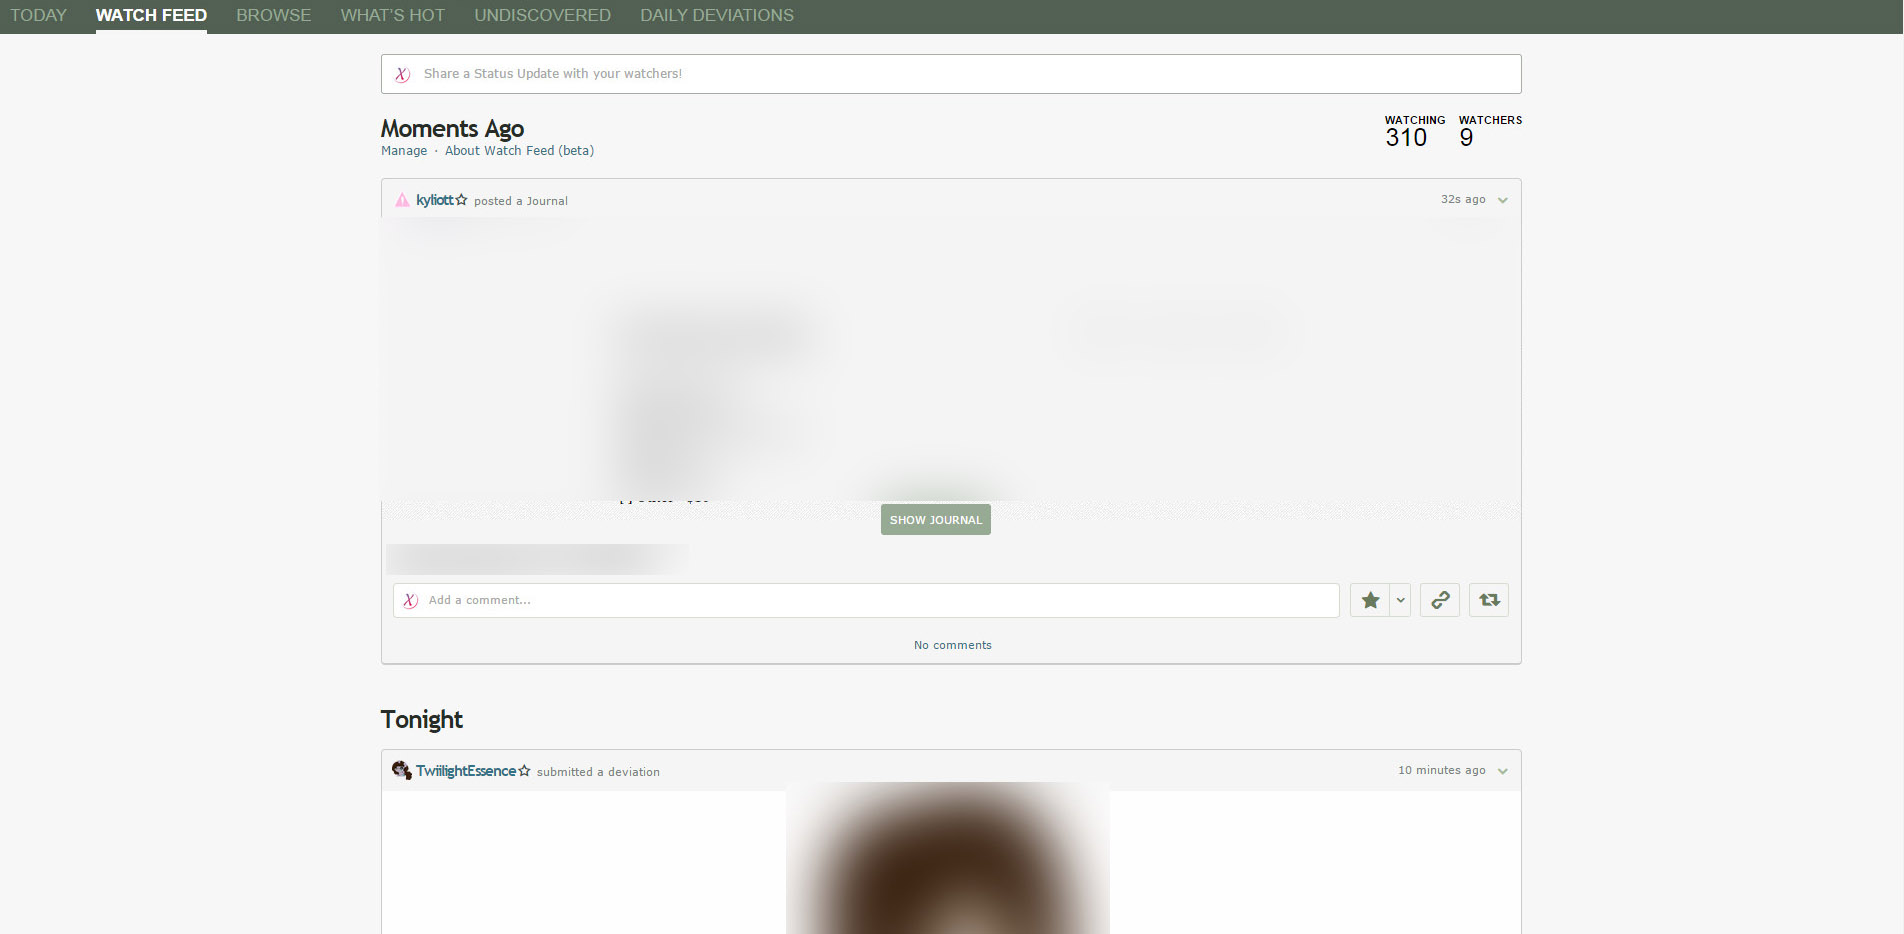 TODAY WATCH FEED BROWSE WHAT'S HOT UNDISCOVERED DAILY DEVIATIONS
Share a Status Update with your watchers!
Moments Ago
WATCHING WATCHERS
310 9
Manage · About Watch Feed (beta)
kyliott☆ posted a Journal 32s ago
SHOW JOURNAL
Add a comment...
No comments
Tonight
TwiilightEssence☆ submitted a deviation 10 minutes ago